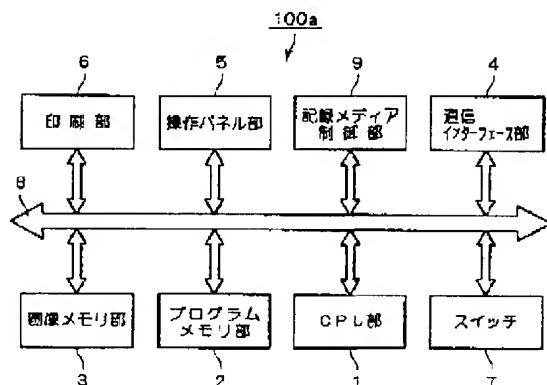 100a
6
5
9
4
印刷部
操作パネル部
記録メディア
制御部
通信
インターフェース部
8
画像メモリ部
プログラム
メモリ部
CPU部
スイッチ
3
2
1
7